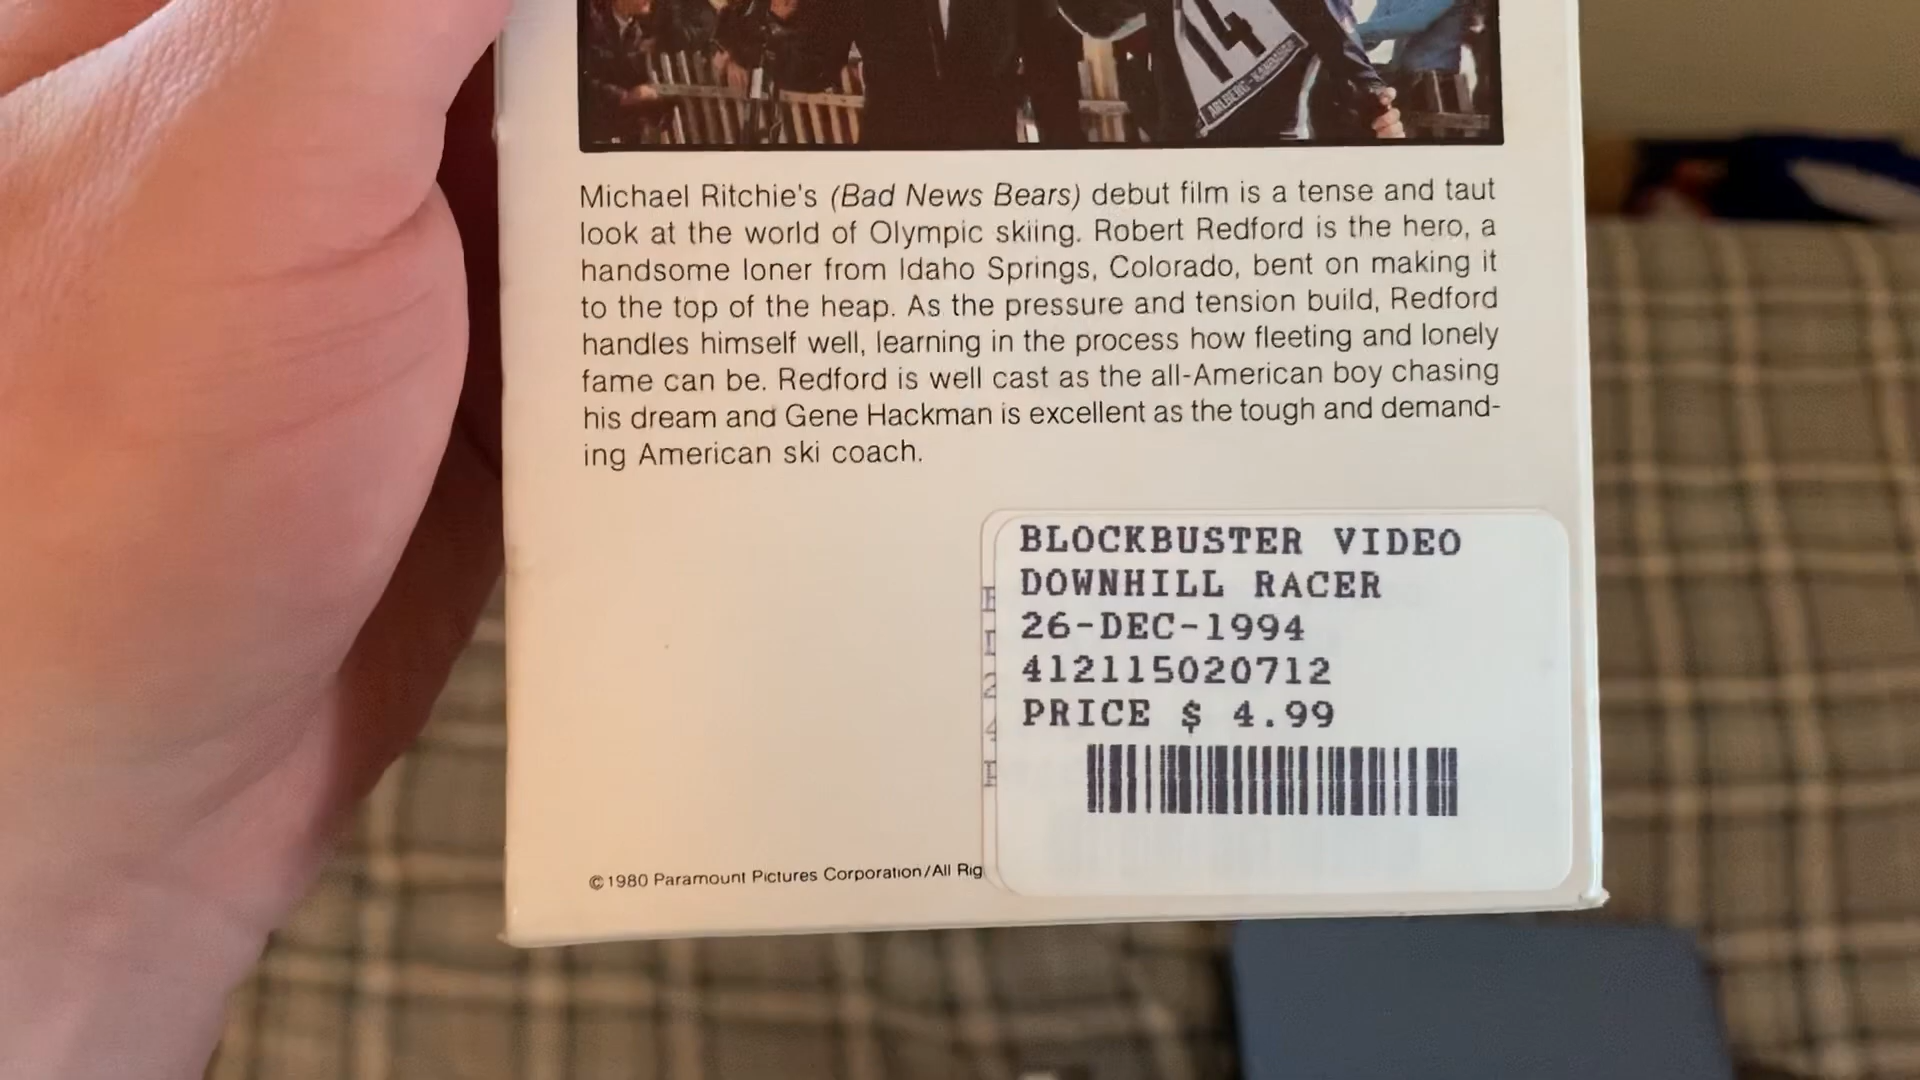 14
ARLBERG-KANDAHAR
Michael Ritchie's (Bad News Bears) debut film is a tense and taut
look at the world of Olympic skiing. Robert Redford is the hero, a
handsome loner from Idaho Springs, Colorado, bent on making it
to the top of the heap. As the pressure and tension build, Redford
handles himself well, learning in the process how fleeting and lonely
fame can be. Redford is well cast as the all-American boy chasing
his dream and Gene Hackman is excellent as the tough and demand-
ing American ski coach.
BLOCKBUSTER VIDEO
DOWNHILL RACER
26-DEC-1994
412115020712
PRICE $ 4.99
©1980 Paramount Pictures Corporation/All Rig